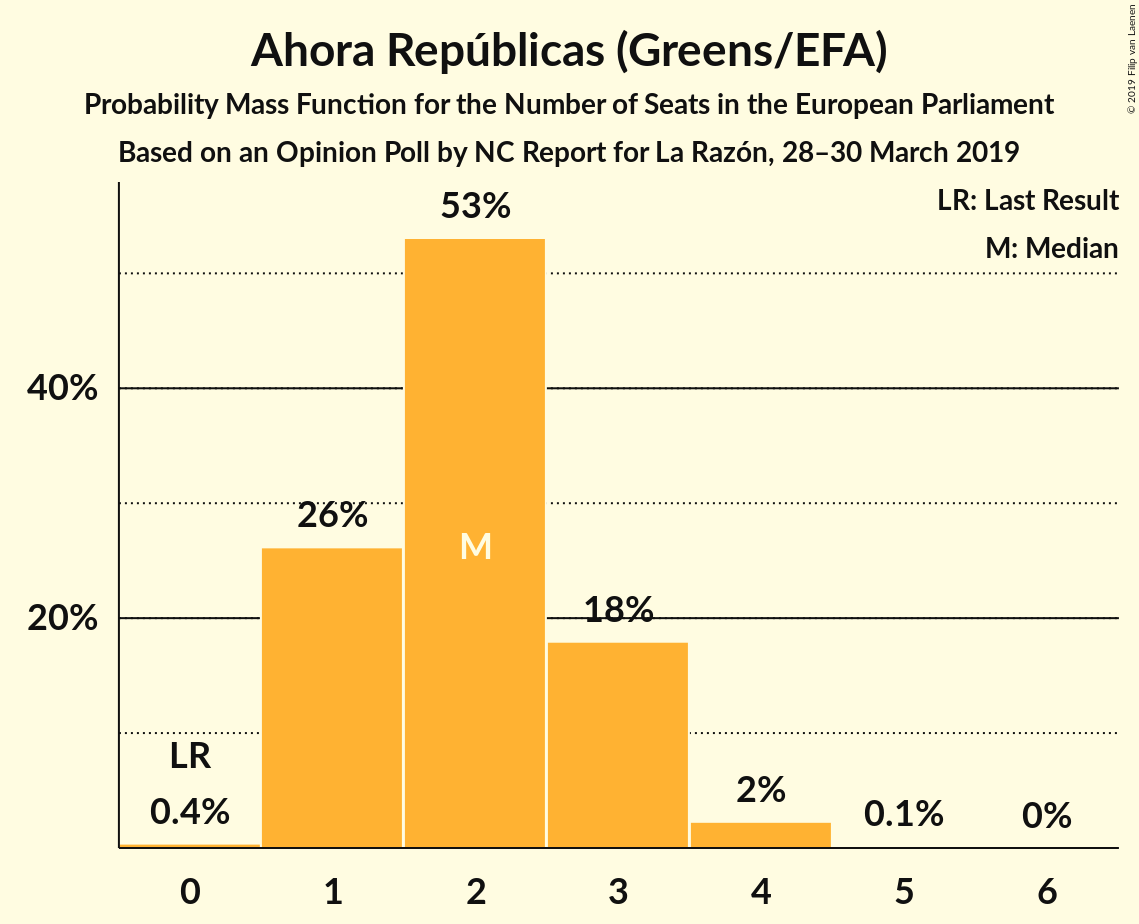 Ahora Repúblicas (Greens/EFA)
Probability Mass Function for the Number of Seats in the European Parliament
Based on an Opinion Poll by NC Report for La Razón, 28–30 March 2019
© 2019 Filip van Laenen
LR: Last Result
M: Median
53%
40%
26%
M
20%
18%
LR
0.4%
2%
0.1%
0%
0 1 2 3 4 5 6